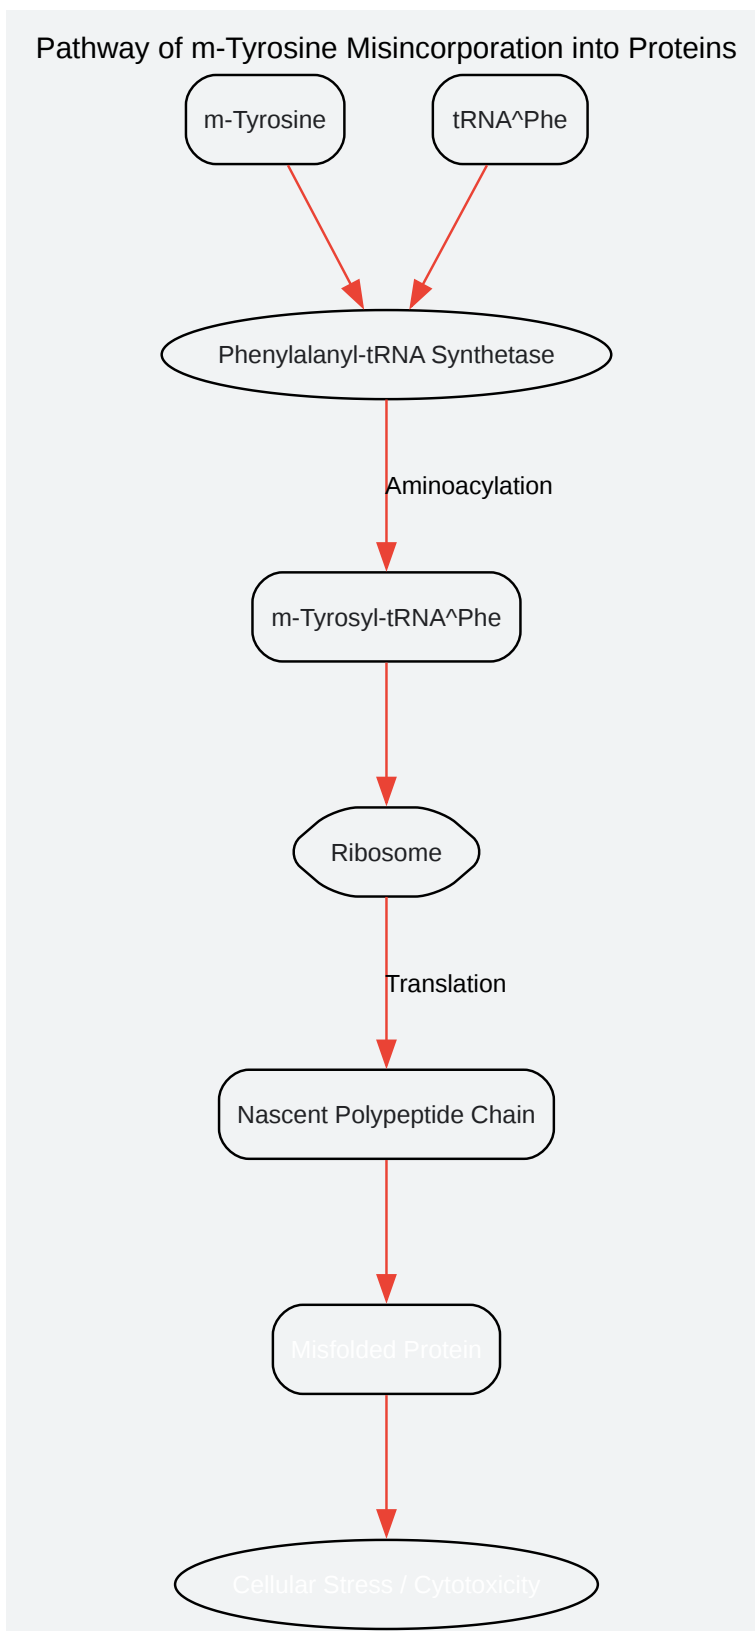 Pathway of m-Tyrosine Misincorporation into Proteins
m-Tyrosine
tRNA^Phe
Phenylalanyl-tRNA Synthetase
Aminoacylation
m-Tyrosyl-tRNA^Phe
Ribosome
Translation
Nascent Polypeptide Chain
Misfolded Protein
Cellular Stress / Cytotoxicity